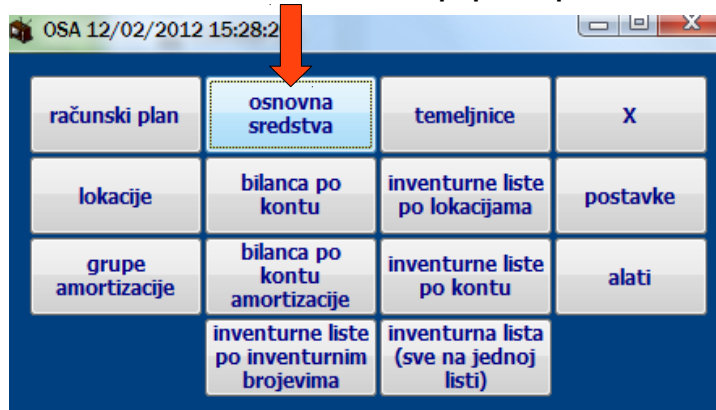 OSA 12/02/2012 15:28:2
računski plan
osnovna
sredstva
temeljnice
X
lokacije
bilanca po
kontu
inventurne liste
po lokacijama
postavke
grupe
amortizacije
bilanca po
kontu
amortizacije
inventurne liste
po kontu
alati
inventurne liste
po inventurnim
brojevima
inventurna lista
(sve na jednoj
listi)